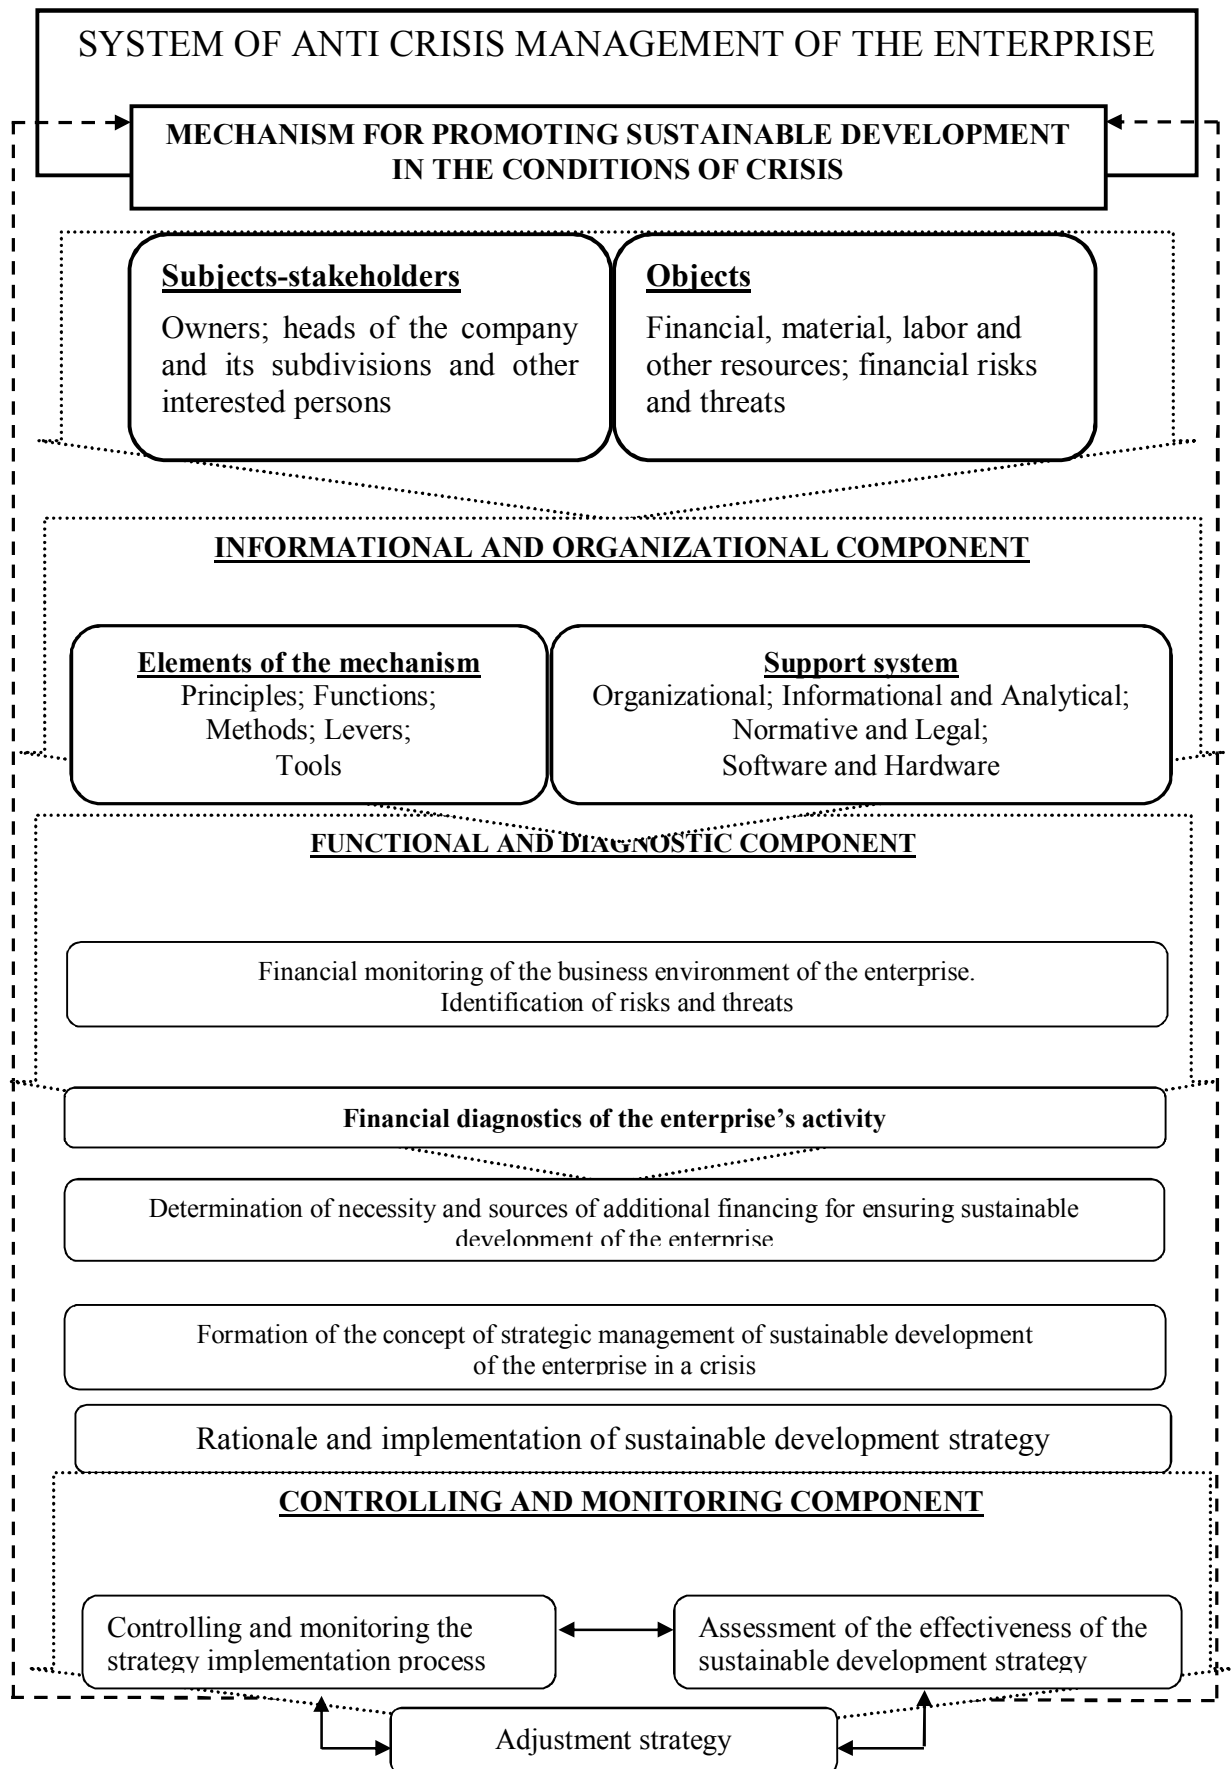 SYSTEM OF ANTI CRISIS MANAGEMENT OF THE ENTERPRISE
MECHANISM FOR PROMOTING SUSTAINABLE DEVELOPMENT
IN THE CONDITIONS OF CRISIS
Subjects-stakeholders
Owners; heads of the company
and its subdivisions and other
interested persons
Objects
Financial, material, labor and
other resources; financial risks
and threats
INFORMATIONAL AND ORGANIZATIONAL COMPONENT
Elements of the mechanism
Principles; Functions;
Methods; Levers;
Tools
Support system
Organizational; Informational and Analytical;
Normative and Legal;
Software and Hardware
FUNCTIONAL AND DIAGNOSTIC COMPONENT
Financial monitoring of the business environment of the enterprise.
Identification of risks and threats
Financial diagnostics of the enterprise’s activity
Determination of necessity and sources of additional financing for ensuring sustainable
development of the enterprise
Formation of the concept of strategic management of sustainable development
of the enterprise in a crisis
Rationale and implementation of sustainable development strategy
CONTROLLING AND MONITORING COMPONENT
Controlling and monitoring the
strategy implementation process
Assessment of the effectiveness of the
sustainable development strategy
Adjustment strategy